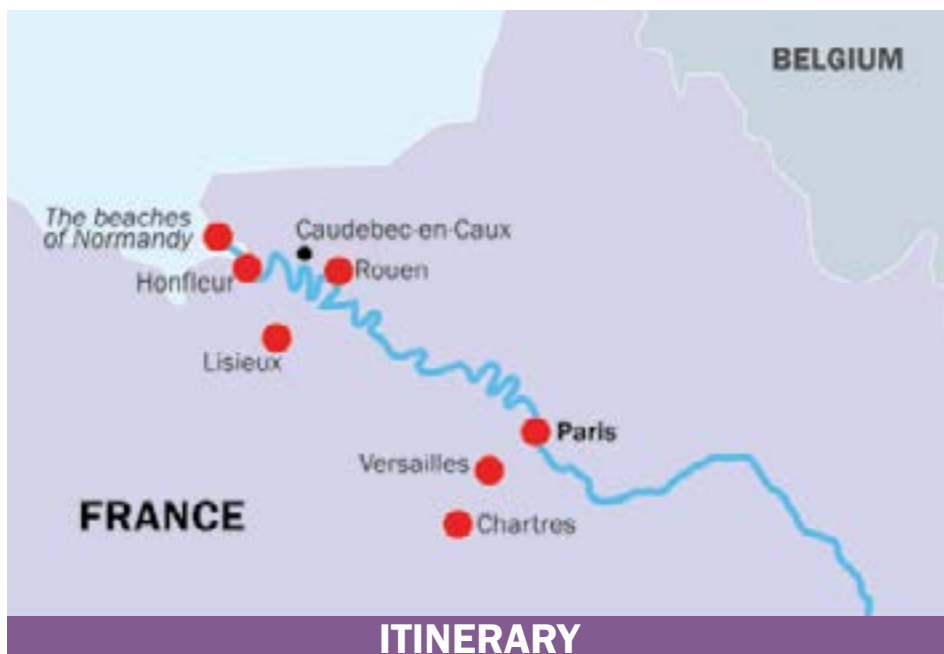 BELGIUM
The beaches
of Normandy
Caudebec-en-Caux
Honfleur
Rouen
Lisieux
Paris
Versailles
FRANCE
Chartres
ITINERARY